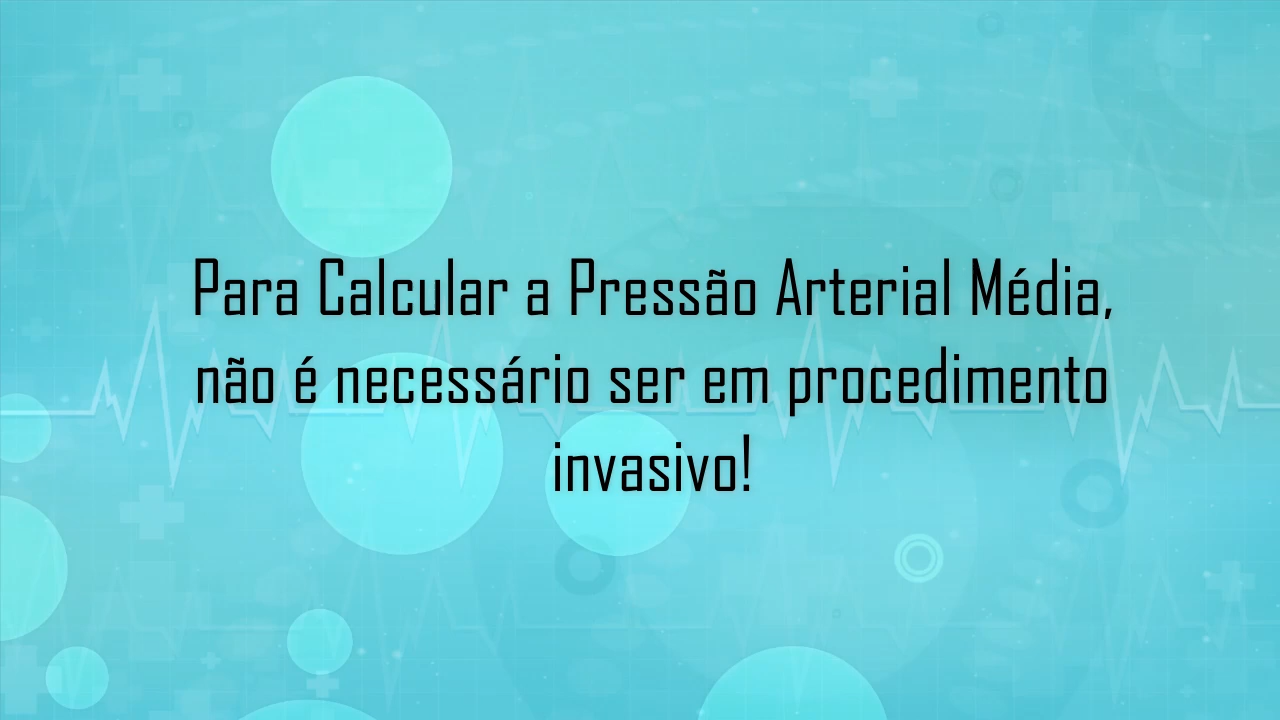 Para Calcular a Pressão Arterial Média,
não é necessário ser em procedimento
invasivo!